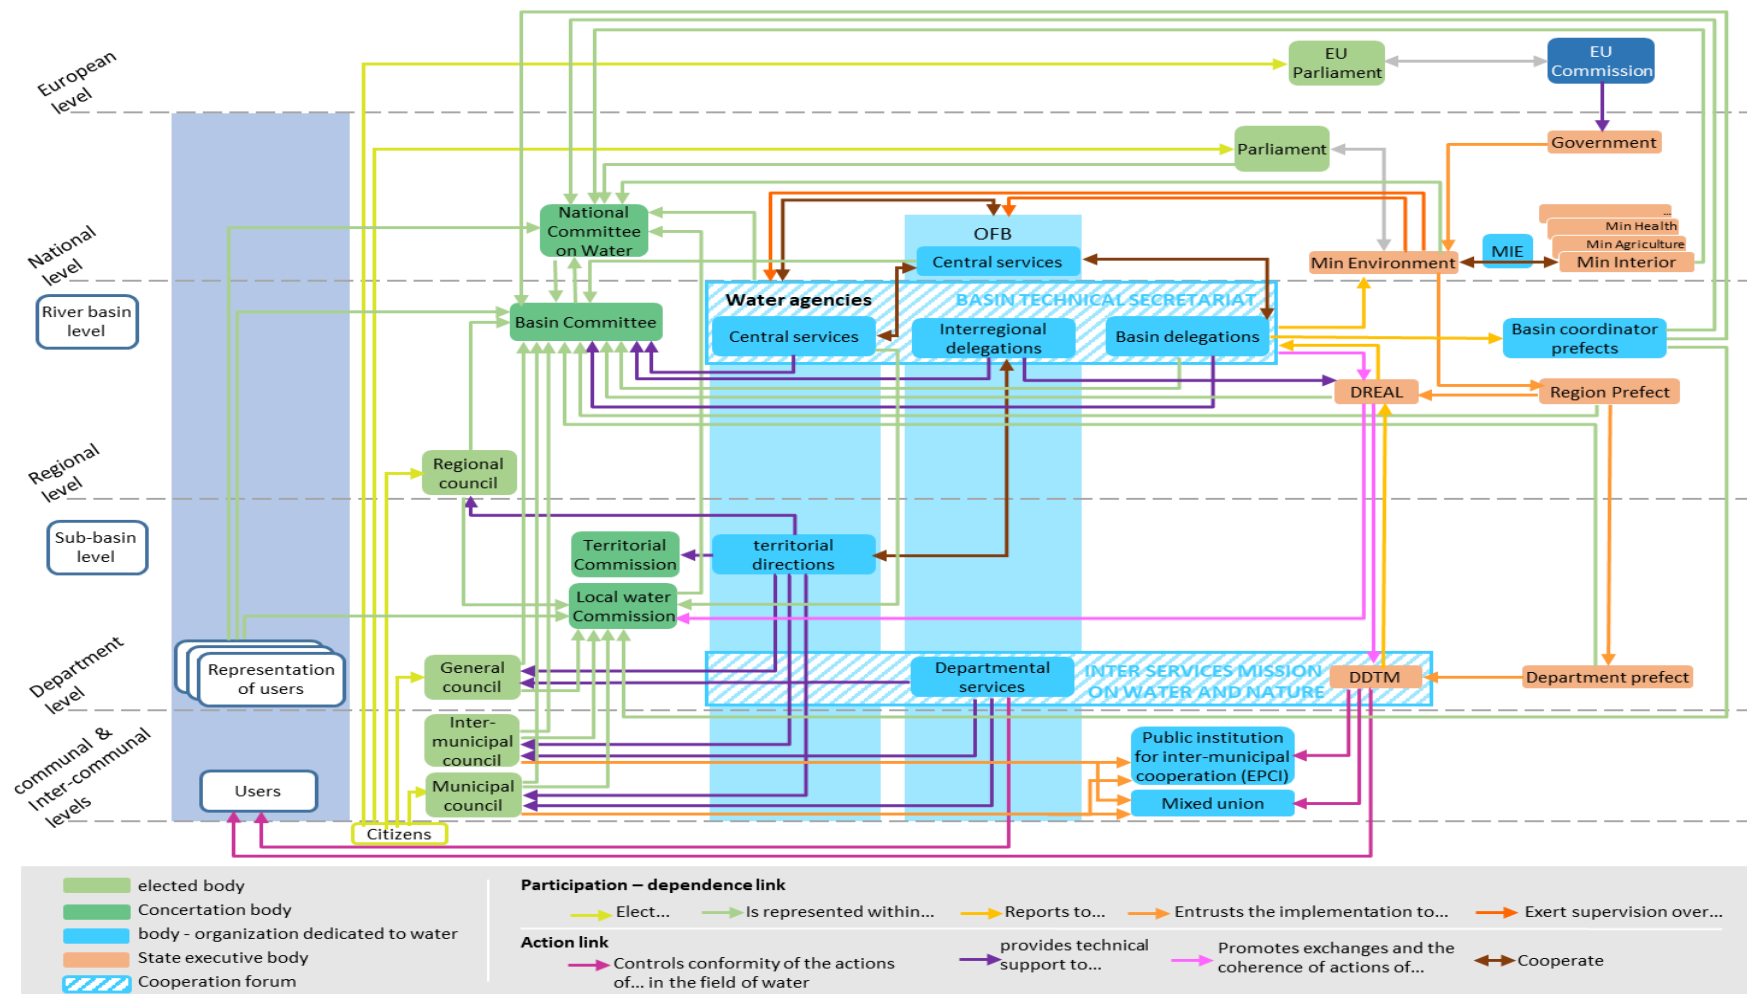 European
level
EU
Parliament
EU
Commission
Parliament
Government
National
level
National
Committee
on Water
OFB
Central services
Min Environment
MIE
...
Min Health
Min Agriculture
Min Interior
River basin
level
Basin Committee
Water agencies
BASIN TECHNICAL SECRETARIAT
Central services
Interregional
delegations
Basin delegations
Basin coordinator
prefects
DREAL
Region Prefect
Regional
level
Regional
council
Sub-basin
level
Territorial
Commission
territorial
directions
Local water
Commission
Department
level
Representation
of users
General
council
Departmental
services
INTER SERVICES MISSION
ON WATER AND NATURE
DDTM
Department prefect
communal &
Inter-communal
levels
Inter-
municipal
council
Public institution
for inter-municipal
cooperation (EPCI)
Users
Municipal
council
Mixed union
Citizens
elected body
Concertation body
body - organization dedicated to water
State executive body
Cooperation forum
Participation – dependence link
Elect...
Is represented within...
Reports to...
Entrusts the implementation to...
Exert supervision over...
Action link
Controls conformity of the actions
of... in the field of water
provides technical
support to...
Promotes exchanges and the
coherence of actions of...
Cooperate